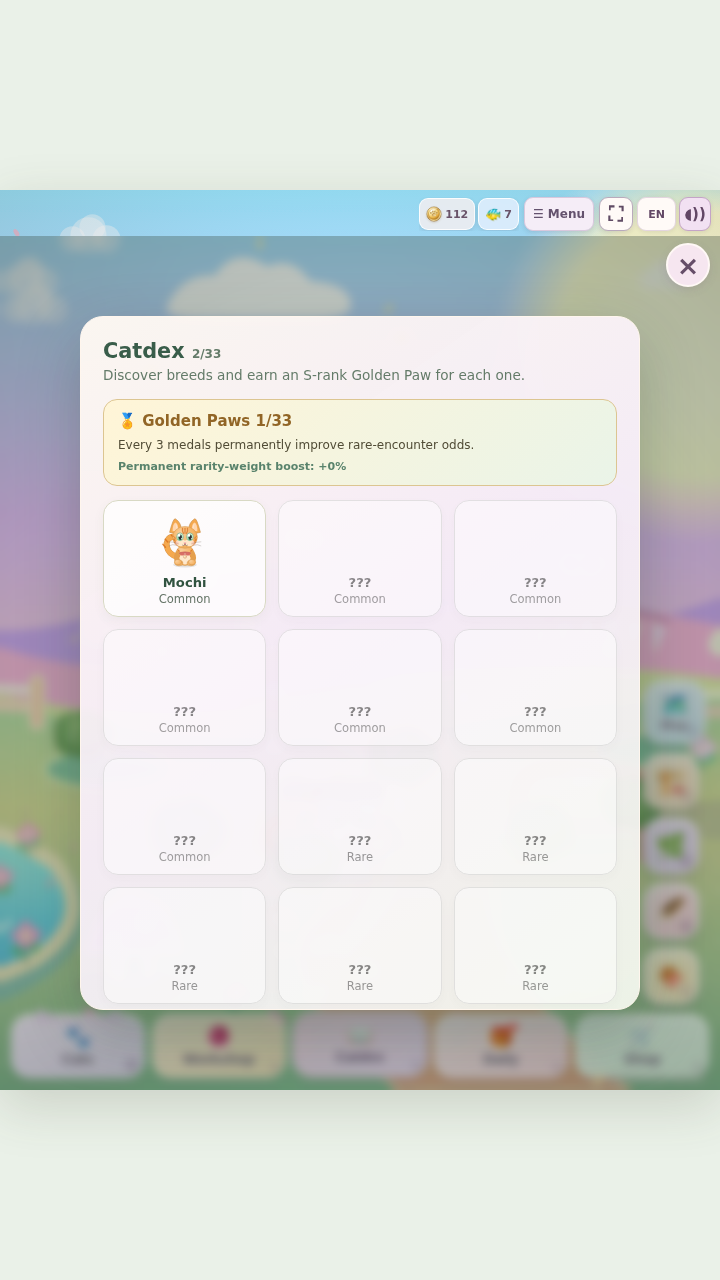 112
7
☰ Menu
EN
Catdex 2/33
Discover breeds and earn an S-rank Golden Paw for each one.
Golden Paws 1/33
Every 3 medals permanently improve rare-encounter odds.
Permanent rarity-weight boost: +0%
Mochi
Common
???
Common
???
Common
???
Common
???
Common
???
Common
???
Common
???
Rare
???
Rare
???
Rare
???
Rare
???
Rare